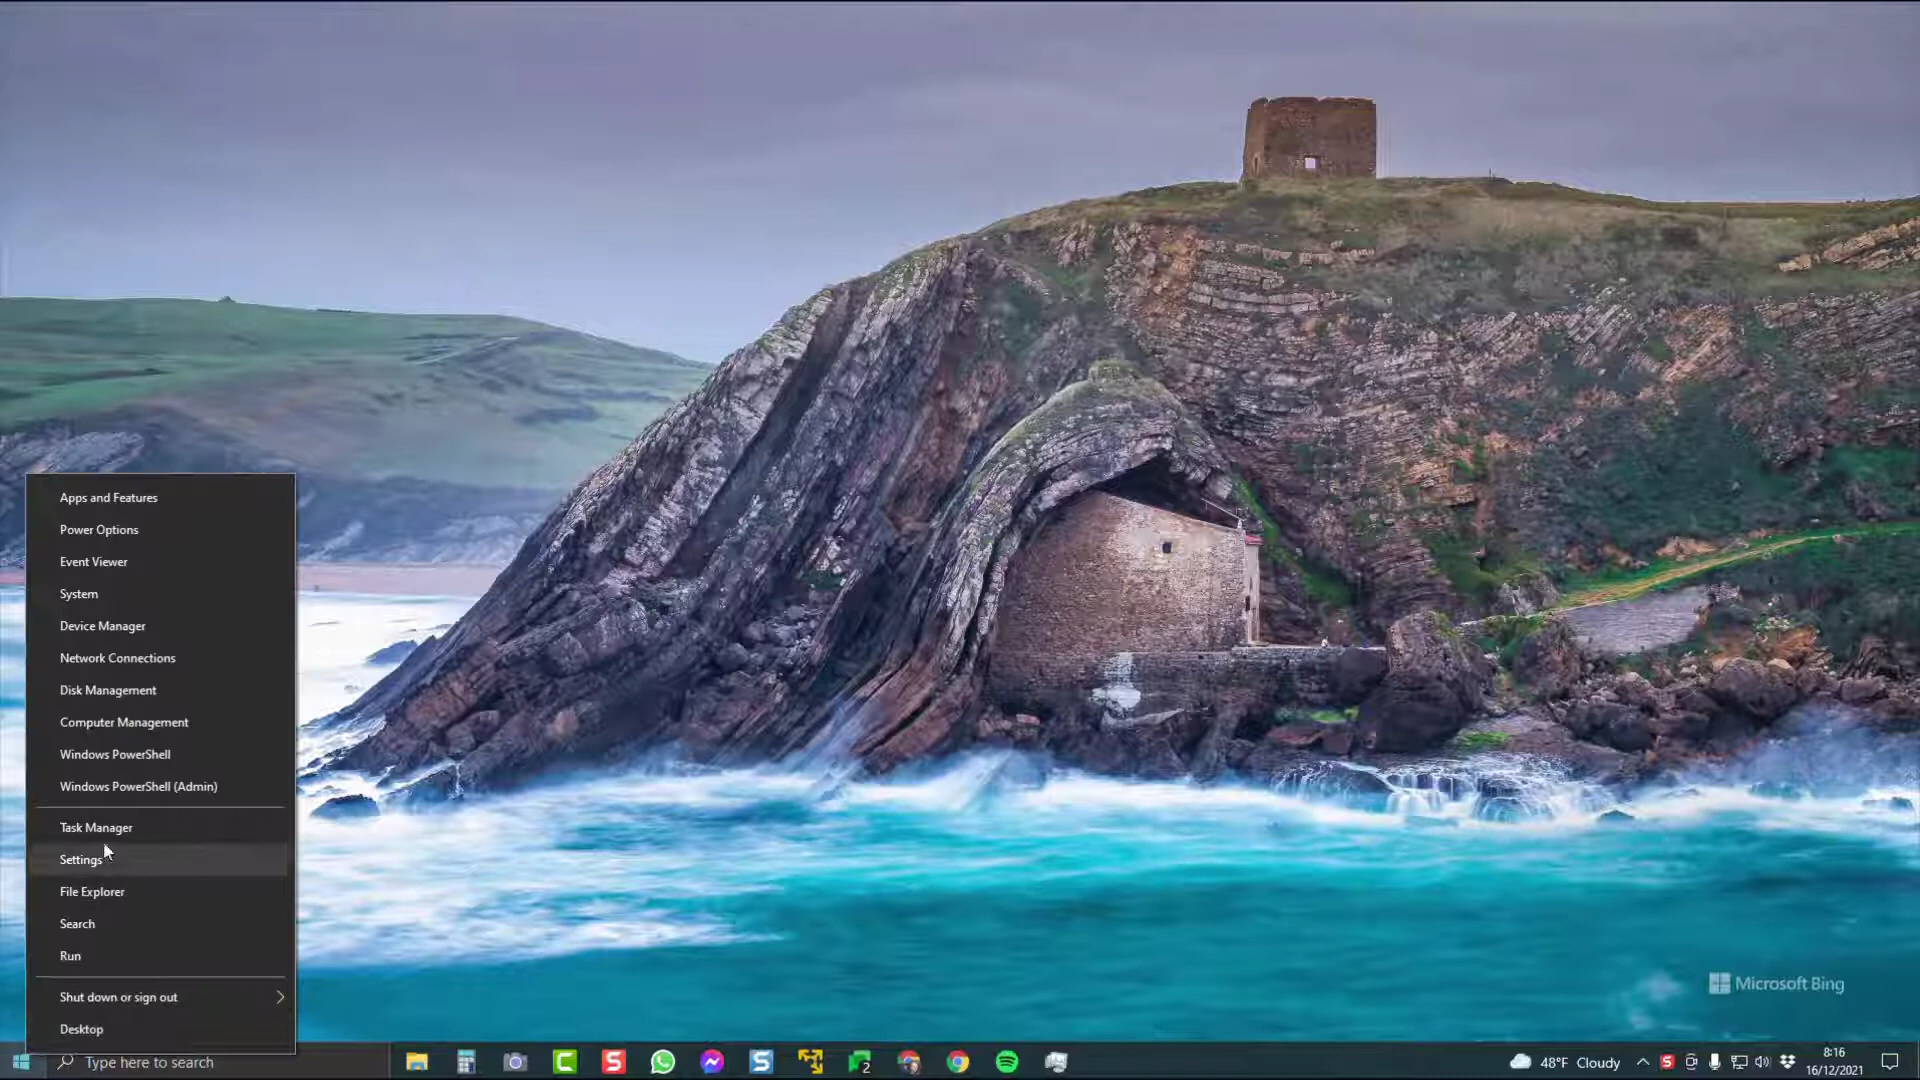 Apps and Features
Power Options
Event Viewer
System
Device Manager
Network Connections
Disk Management
Computer Management
Windows PowerShell
Windows PowerShell (Admin)
Task Manager
Settings
File Explorer
Search
Run
Shut down or sign out
Desktop
Microsoft Bing
Type here to search
C
S
S
2
48°F Cloudy
S
8:16
16/12/2021